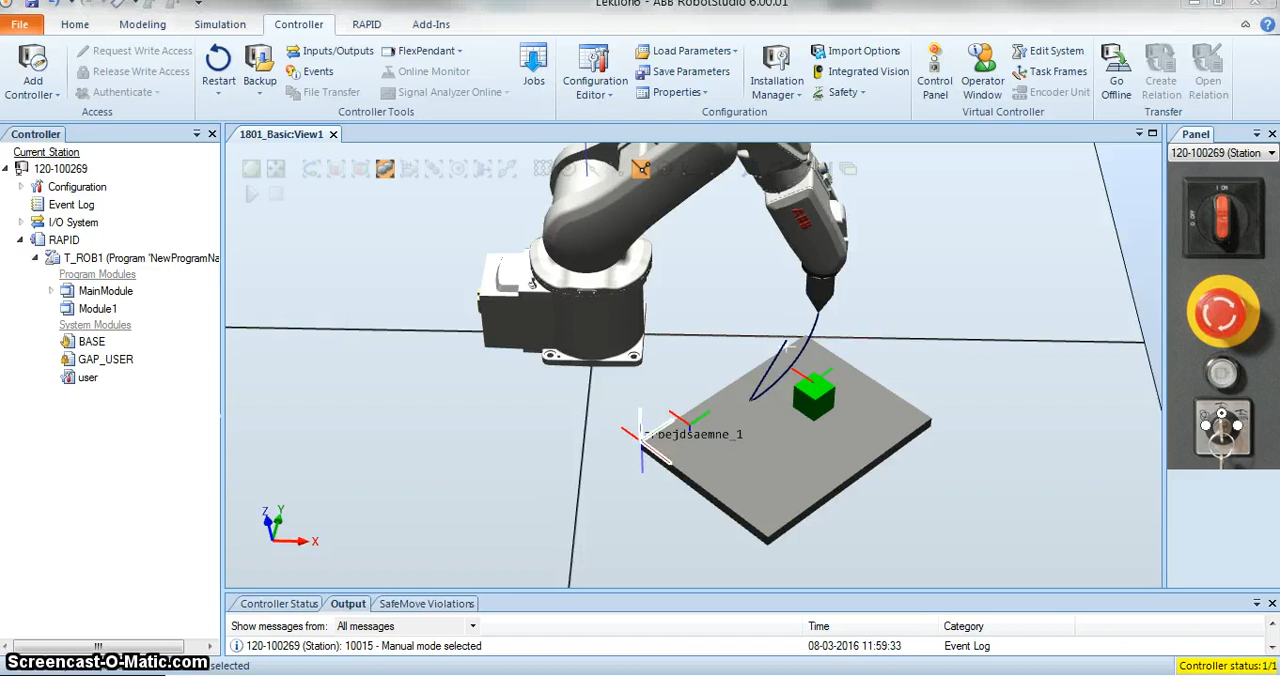 Lektion6 - ABB RobotStudio 6.00.01
File Home Modeling Simulation Controller RAPID Add-Ins
Add Controller
Request Write Access
Release Write Access
Authenticate
Access
Restart
Backup
Inputs/Outputs
Events
File Transfer
FlexPendant
Online Monitor
Signal Analyzer Online
Jobs
Controller Tools
Configuration Editor
Load Parameters
Save Parameters
Properties
Installation Manager
Import Options
Integrated Vision
Safety
Configuration
Control Panel
Operator Window
Edit System
Task Frames
Encoder Unit
Virtual Controller
Go Offline
Create Relation
Open Relation
Transfer
Controller
Current Station
120-100269
Configuration
Event Log
I/O System
RAPID
T_ROB1 (Program 'NewProgramNa
Program Modules
MainModule
Module1
System Modules
BASE
GAP_USER
user
1801_Basic:View1
ABB
bejdsaemne_1
Z Y
X
Panel
120-100269 (Station)
I ON
Controller Status Output SafeMove Violations
Show messages from: All messages Time Category
10015 - Manual mode selected
120-100269 (Station): 10015 - Manual mode selected 08-03-2016 11:59:33 Event Log
Screencast-O-Matic.com
selected
Controller status:1/1